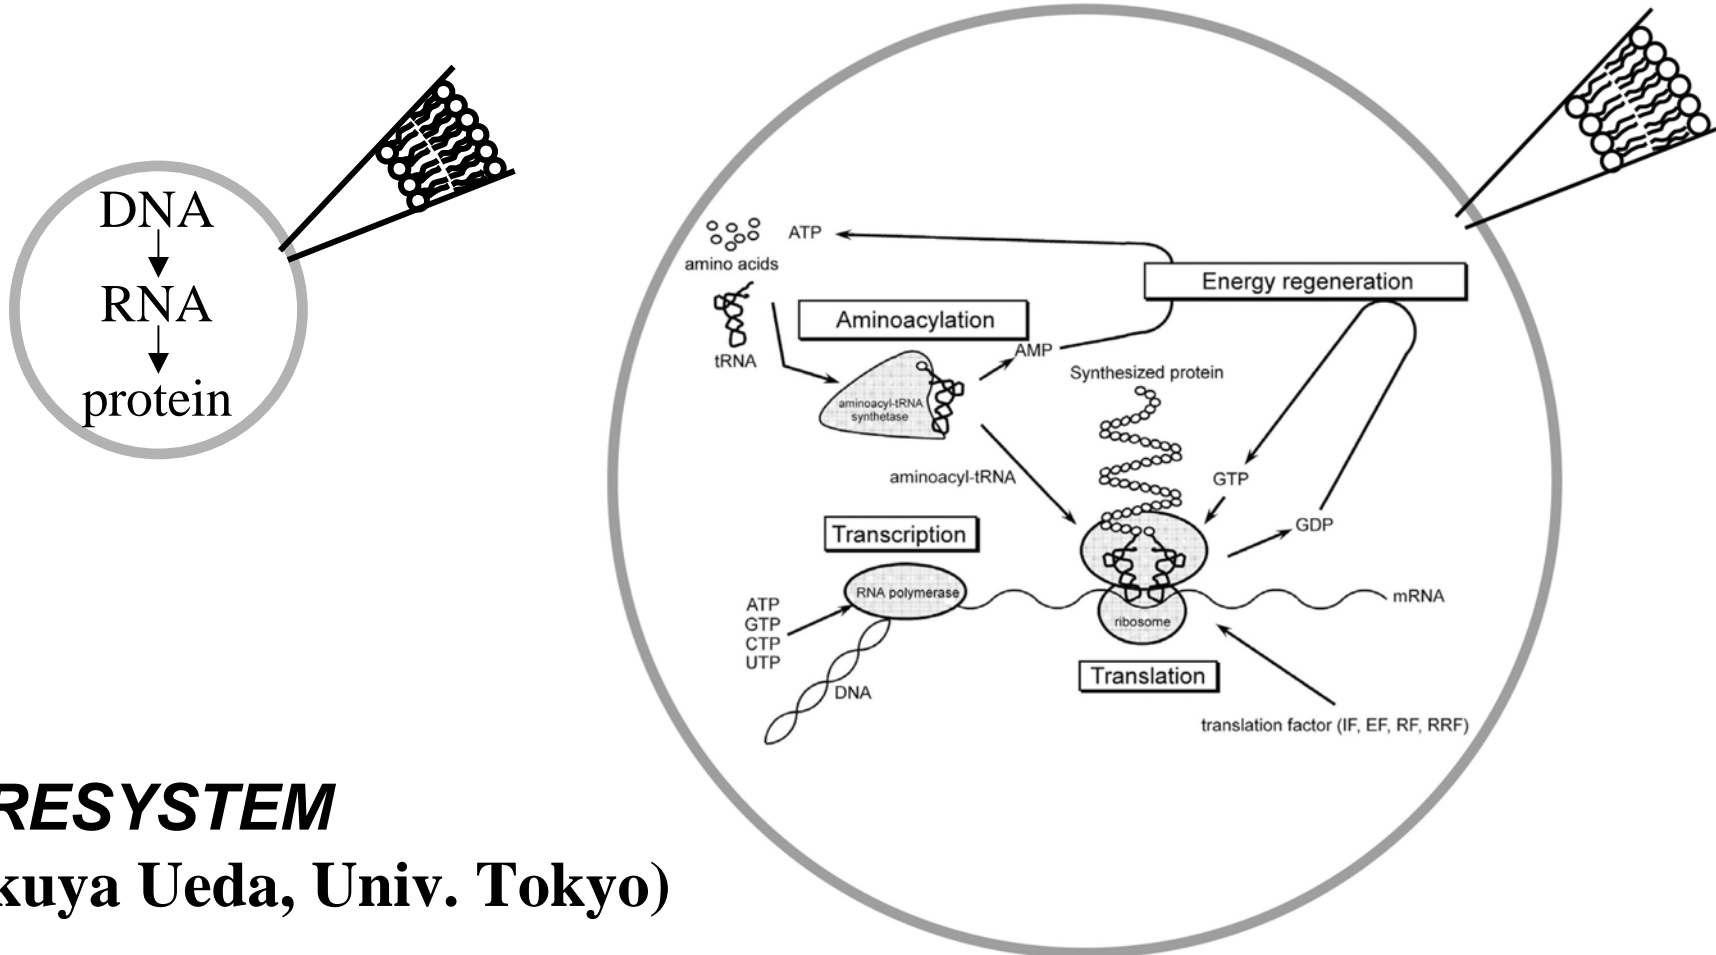 DNA
RNA
protein
RESYSTEM
kuya Ueda, Univ. Tokyo)
ATP
amino acids
tRNA
Aminoacylation
aminoacyl-tRNA
synthetase
AMP
Energy regeneration
Synthesized protein
aminoacyl-tRNA
GTP
GDP
Transcription
RNA polymerase
ATP
GTP
CTP
UTP
DNA
mRNA
ribosome
Translation
translation factor (IF, EF, RF, RRF)